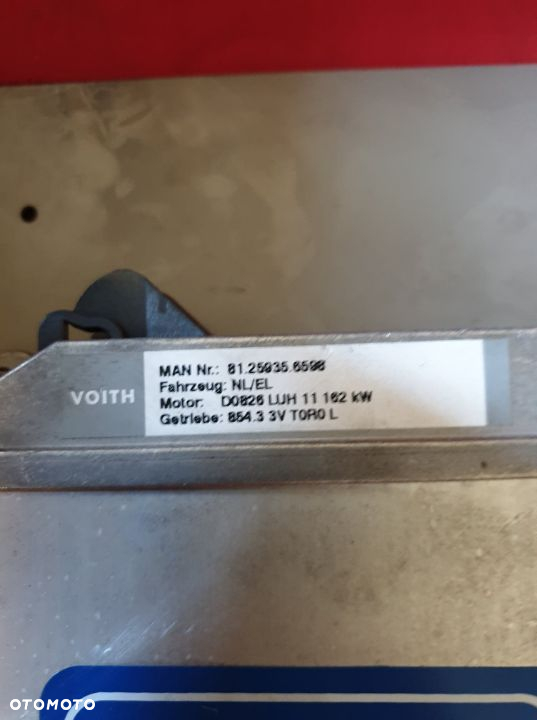 VOITH
MAN Nr.: 81.25935.6598
Fahrzeug: NL/EL
Motor: D0826 LUH 11 162 kW
Getriebe: 854.3 3V T0R0 L
OTOMOTO